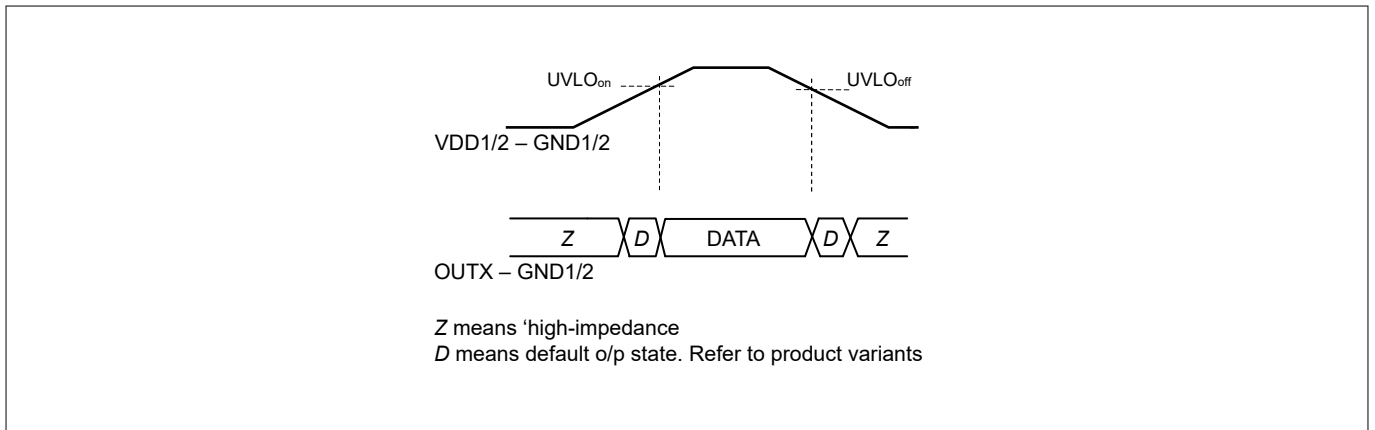 UVLOon
UVLOoff
VDD1/2 – GND1/2
Z D DATA D Z
OUTX – GND1/2
Z means ‘high-impedance
D means default o/p state. Refer to product variants